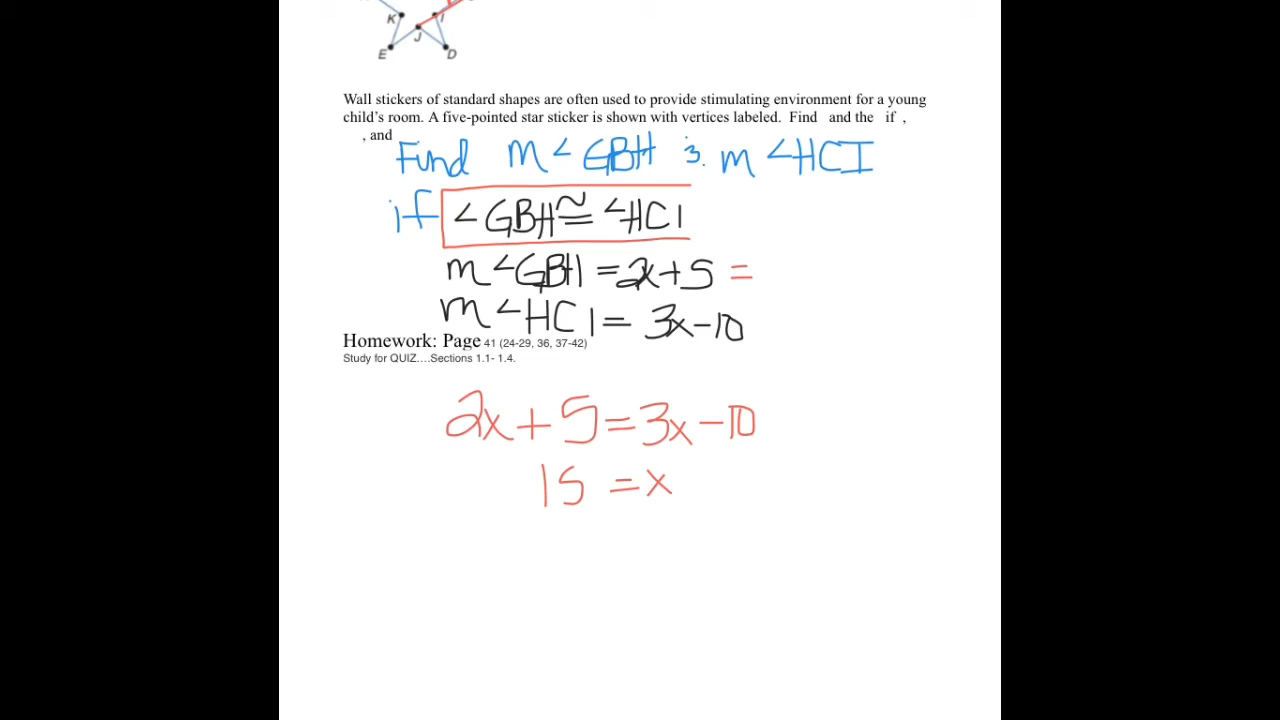 K
I
J
E
D
Wall stickers of standard shapes are often used to provide stimulating environment for a young
child's room. A five-pointed star sticker is shown with vertices labeled. Find and the if ,
, and
Find m∠GBH & m∠HCI
if ∠GBH ≅ ∠HCI
m∠GBH = 2x+5 =
m∠HCI = 3x-10
Homework: Page 41 (24-29, 36, 37-42)
Study for QUIZ….Sections 1.1- 1.4.
2x+5=3x-10
15 = x